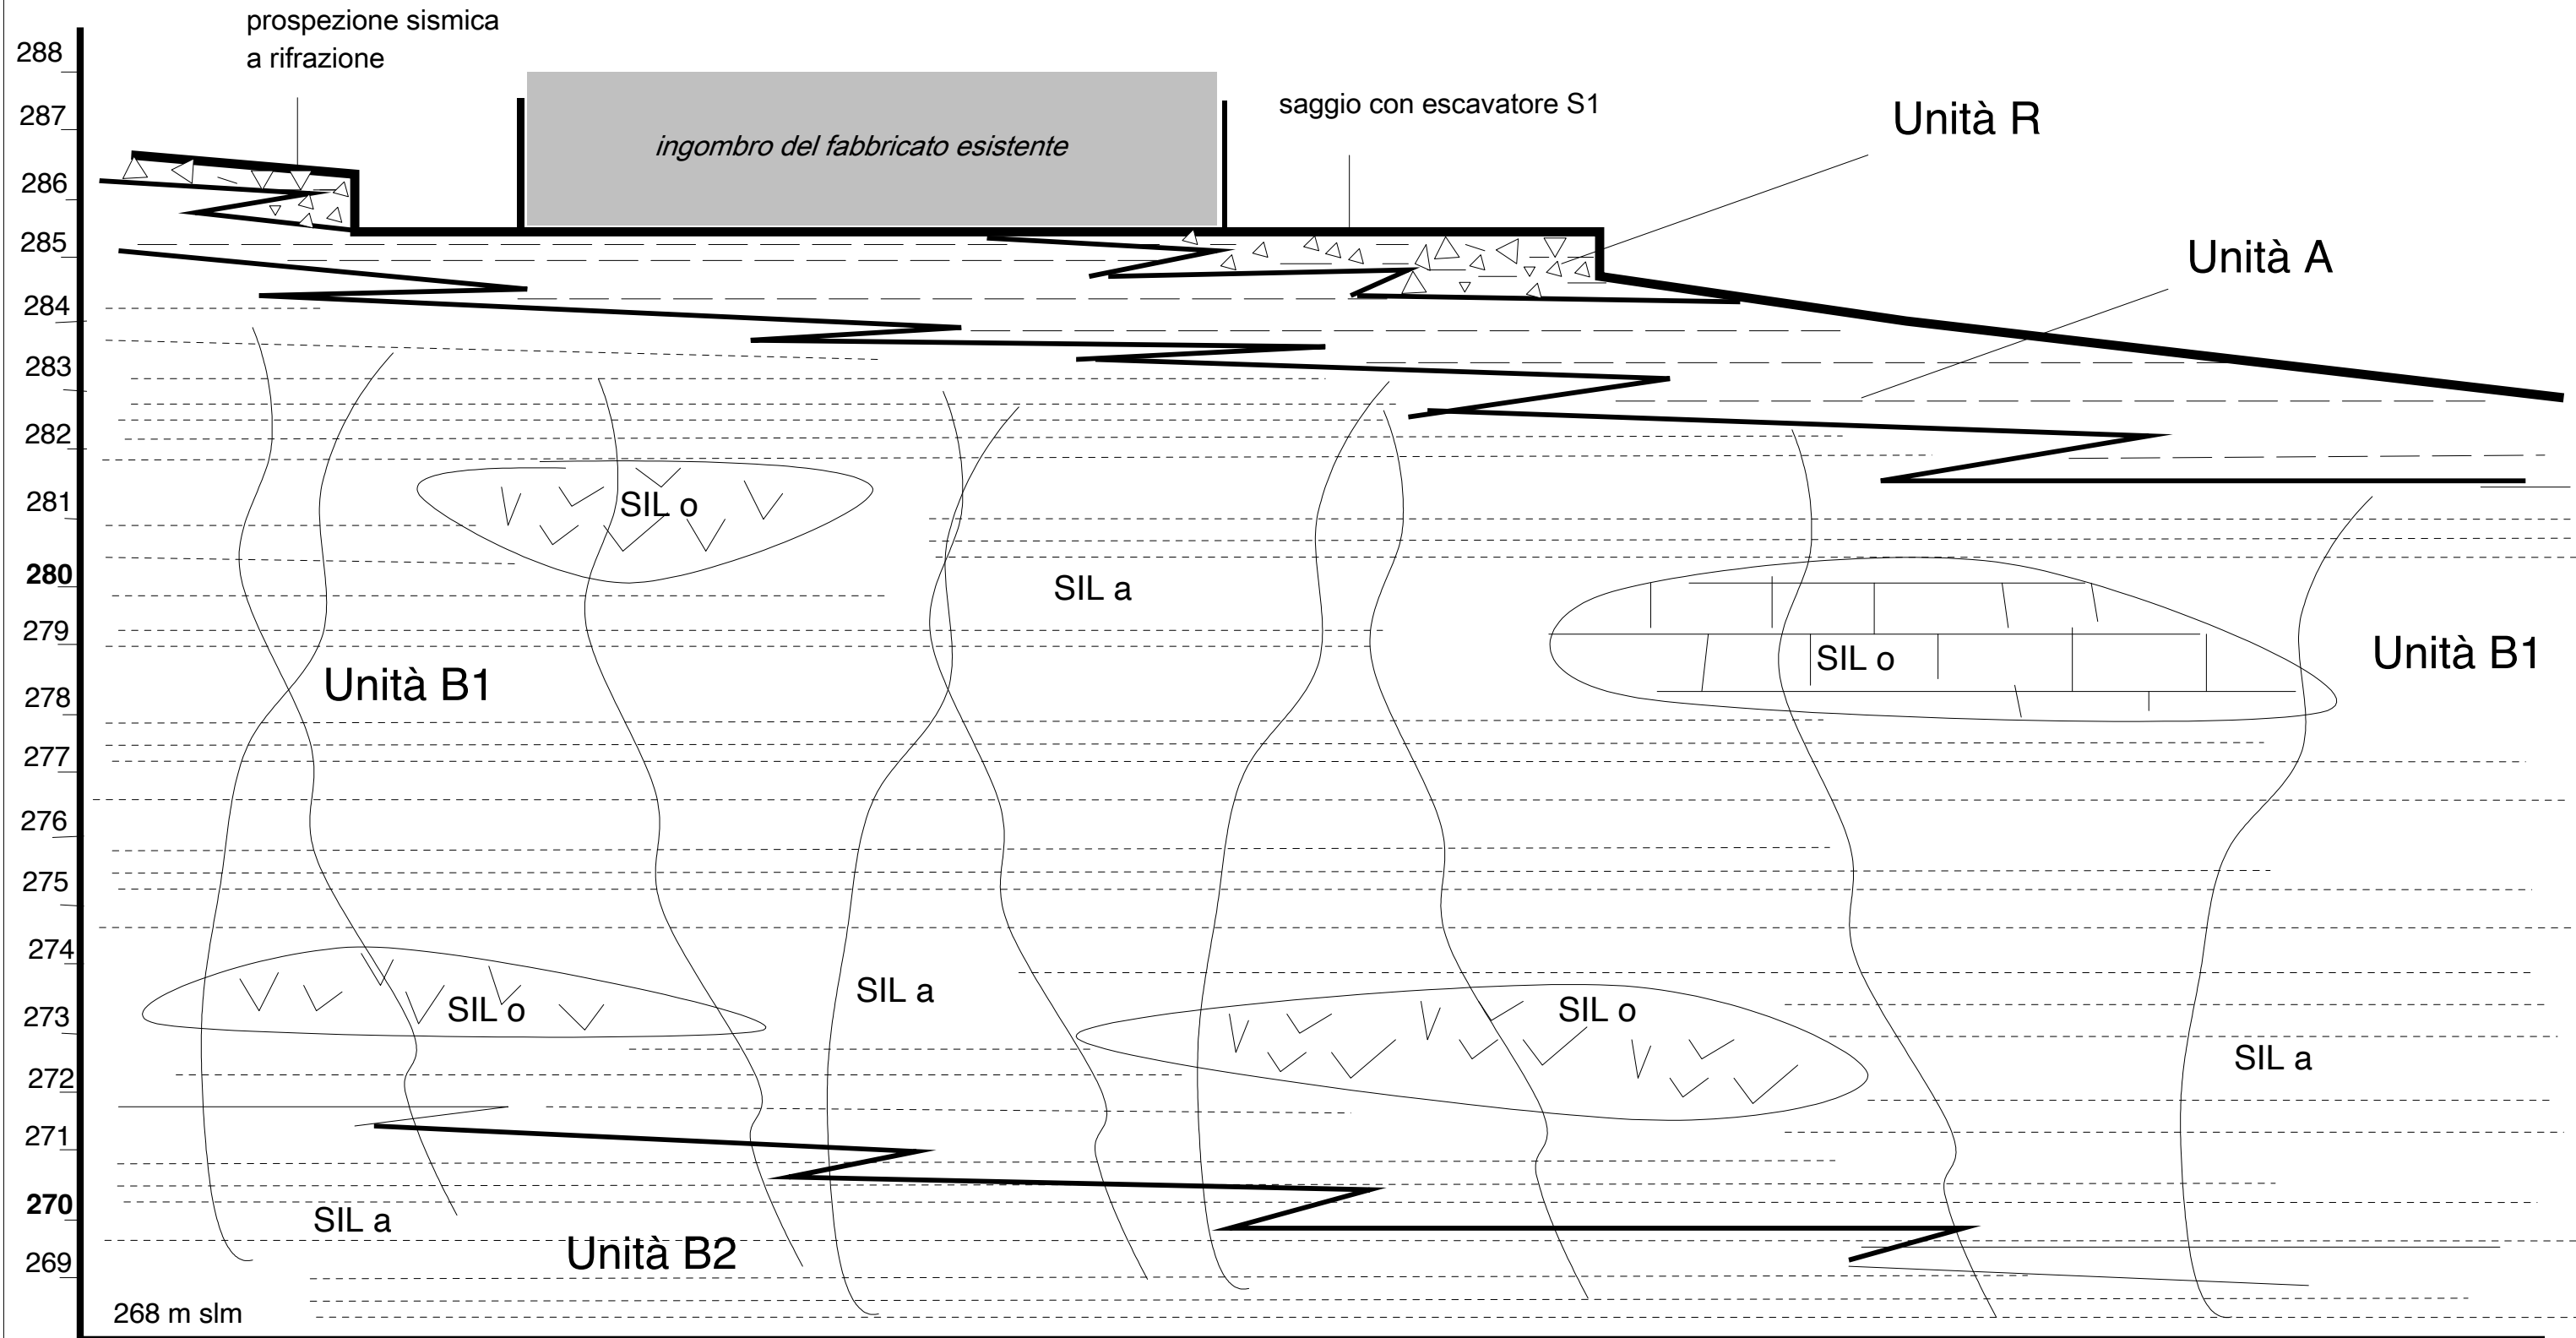 prospezione sismica
a rifrazione
288
287
saggio con escavatore S1
Unità R
ingombro del fabbricato esistente
286
285
Unità A
284
283
282
281
SIL o
280
SIL a
279
SIL o
Unità B1
278
Unità B1
277
276
275
274
SIL a
273
SIL o
SIL o
272
SIL a
271
270
SIL a
269
Unità B2
268 m slm